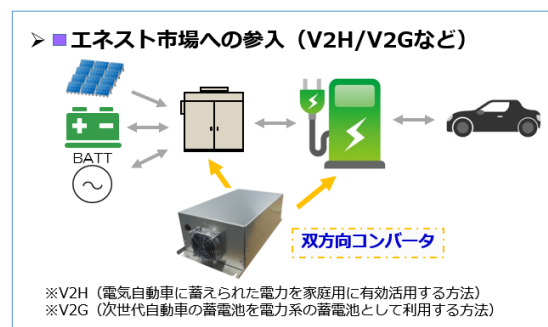 ➢ ■エネスト市場への参入（V2H/V2Gなど）
BATT
双方向コンバータ
※V2H（電気自動車に蓄えられた電力を家庭用に有効活用する方法）
※V2G（次世代自動車の蓄電池を電力系の蓄電池として利用する方法）